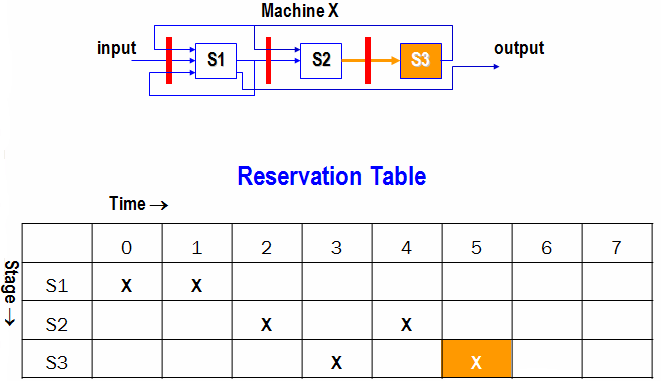 Machine X
input S1 S2 S3 output
Reservation Table
Time →
0 1 2 3 4 5 6 7
Stage →
S1 X X
S2 X X
S3 X X